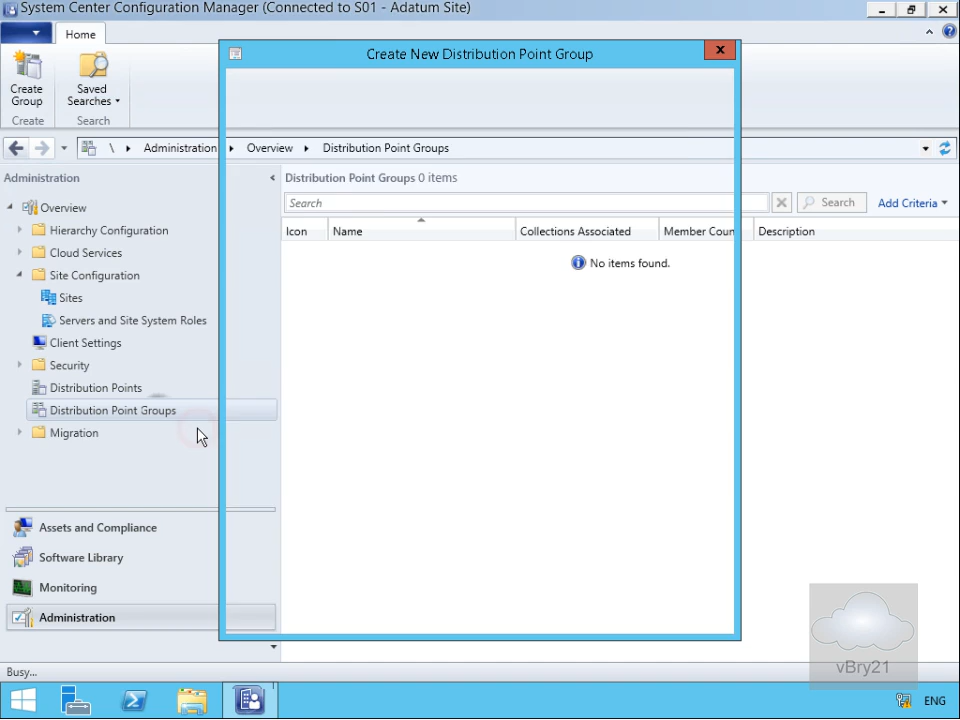 System Center Configuration Manager (Connected to S01 - Adatum Site)
Home
Create New Distribution Point Group
Create Group
Saved Searches
Create
Search
\ Administration Overview Distribution Point Groups
Administration
Distribution Point Groups 0 items
Search
Search
Add Criteria
Overview
Hierarchy Configuration
Cloud Services
Site Configuration
Sites
Servers and Site System Roles
Client Settings
Security
Distribution Points
Distribution Point Groups
Migration
Icon Name Collections Associated Member Coun Description
No items found.
Assets and Compliance
Software Library
Monitoring
Administration
vBry21
Busy...
ENG